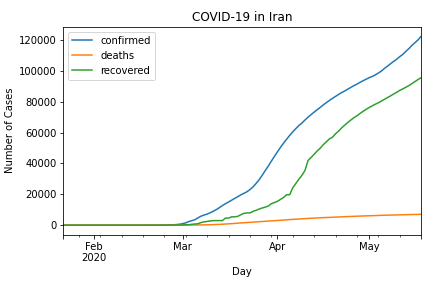 COVID-19 in Iran
confirmed
deaths
recovered
120000
100000
80000
60000
40000
20000
0
Number of Cases
Feb
2020
Mar
Apr
May
Day